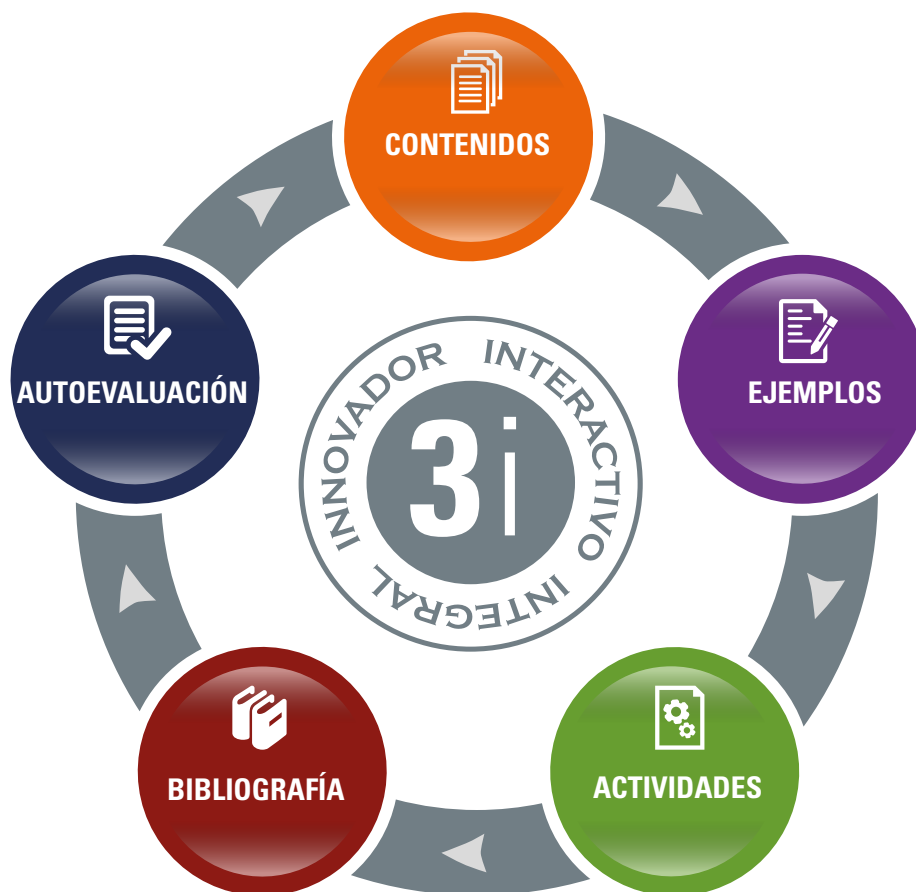 CONTENIDOS
EJEMPLOS
ACTIVIDADES
BIBLIOGRAFÍA
AUTOEVALUACIÓN
INNOVADOR INTERACTIVO INTEGRAL
3i